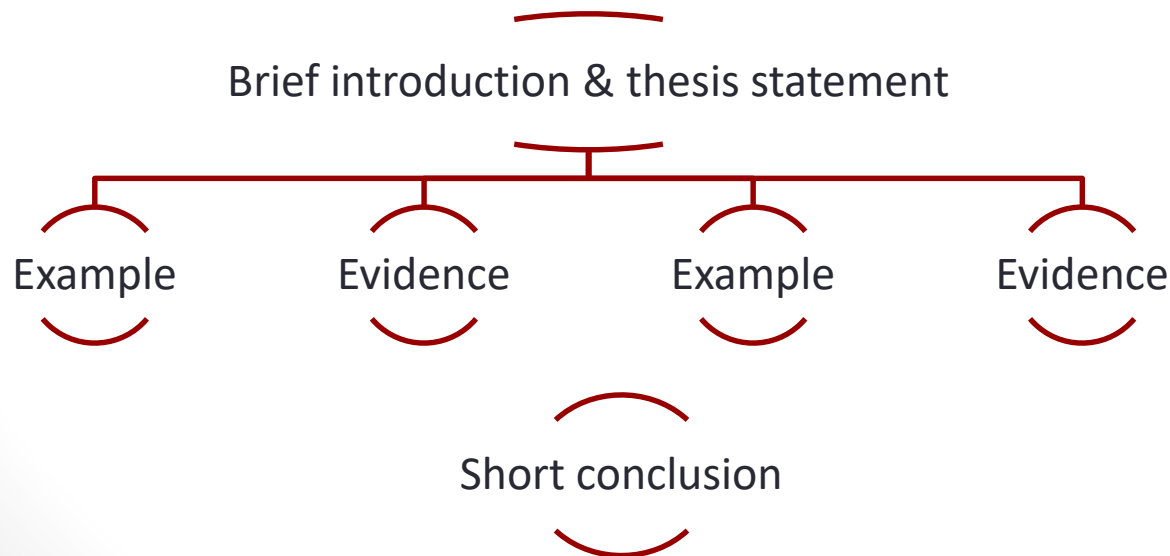 Brief introduction & thesis statement
Example
Evidence
Example
Evidence
Short conclusion